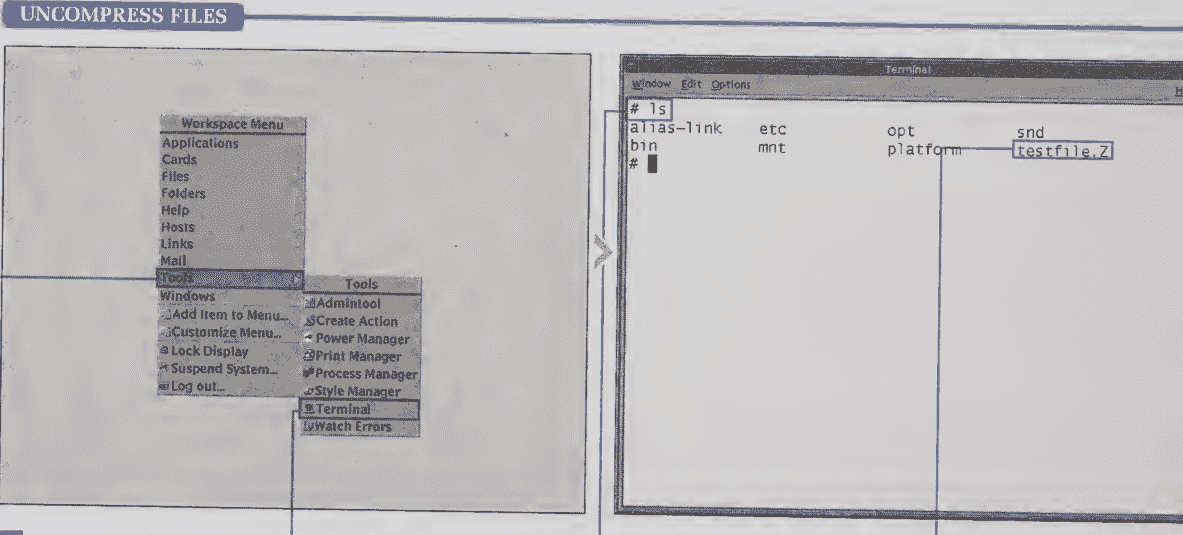 UNCOMPRESS FILES
Workspace Menu
Applications
Cards
Files
Folders
Help
Hosts
Links
Mail
Tools
Windows
Add Item to Menu...
Customize Menu...
Lock Display
Suspend System...
Log out...
Tools
Admintool
Create Action
Power Manager
Print Manager
Process Manager
Style Manager
Terminal
Watch Errors
Terminal
Window Edit Options H
# ls
alias-link etc opt snd
bin mnt platform testfile.Z
#